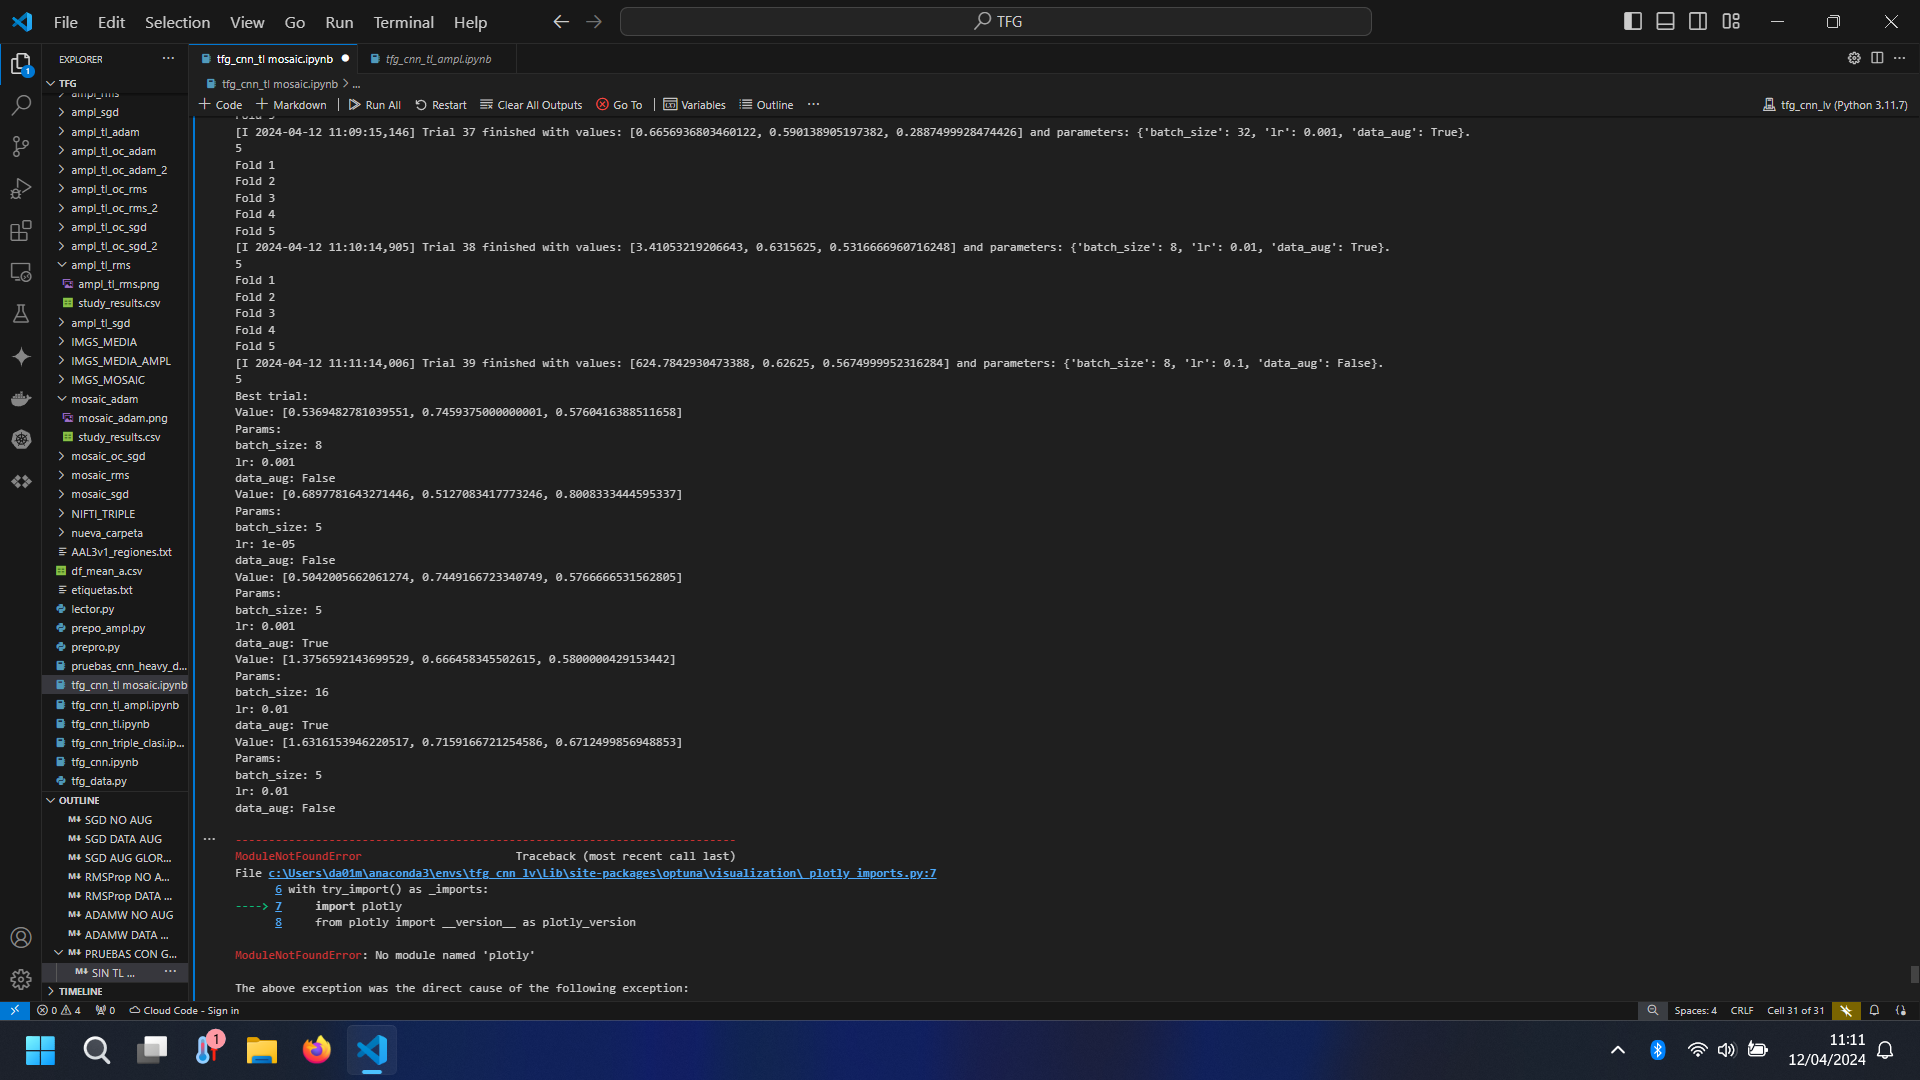 File Edit Selection View Go Run Terminal Help
TFG
EXPLORER
tfg_cnn_tl mosaic.ipynb
tfg_cnn_tl_ampl.ipynb
TFG
tfg_cnn_tl mosaic.ipynb > ...
Code Markdown Run All Restart Clear All Outputs Go To Variables Outline
tfg_cnn_lv (Python 3.11.7)
ampl_rms
ampl_sgd
ampl_tl_adam
ampl_tl_oc_adam
ampl_tl_oc_adam_2
ampl_tl_oc_rms
ampl_tl_oc_rms_2
ampl_tl_oc_sgd
ampl_tl_oc_sgd_2
ampl_tl_rms
ampl_tl_rms.png
study_results.csv
ampl_tl_sgd
IMGS_MEDIA
IMGS_MEDIA_AMPL
IMGS_MOSAIC
mosaic_adam
mosaic_adam.png
study_results.csv
mosaic_oc_sgd
mosaic_rms
mosaic_sgd
NIFTI_TRIPLE
nueva_carpeta
AAL3v1_regiones.txt
df_mean_a.csv
etiquetas.txt
lector.py
prepo_ampl.py
prepro.py
pruebas_cnn_heavy_d...
tfg_cnn_tl mosaic.ipynb
tfg_cnn_tl_ampl.ipynb
tfg_cnn_tl.ipynb
tfg_cnn_triple_clasi.ip...
tfg_cnn.ipynb
tfg_data.py
OUTLINE
SGD NO AUG
SGD DATA AUG
SGD AUG GLOR...
RMSProp NO A...
RMSProp DATA ...
ADAMW NO AUG
ADAMW DATA ...
PRUEBAS CON G...
SIN TL ...
TIMELINE
[I 2024-04-12 11:09:15,146] Trial 37 finished with values: [0.6656936803460122, 0.590138905197382, 0.2887499928474426] and parameters: {'batch_size': 32, 'lr': 0.001, 'data_aug': True}.
5
Fold 1
Fold 2
Fold 3
Fold 4
Fold 5
[I 2024-04-12 11:10:14,905] Trial 38 finished with values: [3.41053219206643, 0.6315625, 0.5316666960716248] and parameters: {'batch_size': 8, 'lr': 0.01, 'data_aug': True}.
5
Fold 1
Fold 2
Fold 3
Fold 4
Fold 5
[I 2024-04-12 11:11:14,006] Trial 39 finished with values: [624.7842930473388, 0.62625, 0.5674999952316284] and parameters: {'batch_size': 8, 'lr': 0.1, 'data_aug': False}.
5
Best trial:
Value: [0.5369482781039551, 0.7459375000000001, 0.5760416388511658]
Params:
batch_size: 8
lr: 0.001
data_aug: False
Value: [0.6897781643271446, 0.5127083417773246, 0.8008333444595337]
Params:
batch_size: 5
lr: 1e-05
data_aug: False
Value: [0.5042005662061274, 0.7449166723340749, 0.5766666531562805]
Params:
batch_size: 5
lr: 0.001
data_aug: True
Value: [1.3756592143699529, 0.666458345502615, 0.5800000429153442]
Params:
batch_size: 16
lr: 0.01
data_aug: True
Value: [1.6316153946220517, 0.7159166721254586, 0.6712499856948853]
Params:
batch_size: 5
lr: 0.01
data_aug: False
---------------------------------------------------------------------------
ModuleNotFoundError Traceback (most recent call last)
File c:\Users\da01m\anaconda3\envs\tfg_cnn_lv\Lib\site-packages\optuna\visualization\_plotly_imports.py:7
6 with try_import() as _imports:
----> 7 import plotly
8 from plotly import __version__ as plotly_version
ModuleNotFoundError: No module named 'plotly'
The above exception was the direct cause of the following exception:
0 4 0 Cloud Code - Sign in
Spaces: 4 CRLF Cell 31 of 31
1
1
11:11
12/04/2024